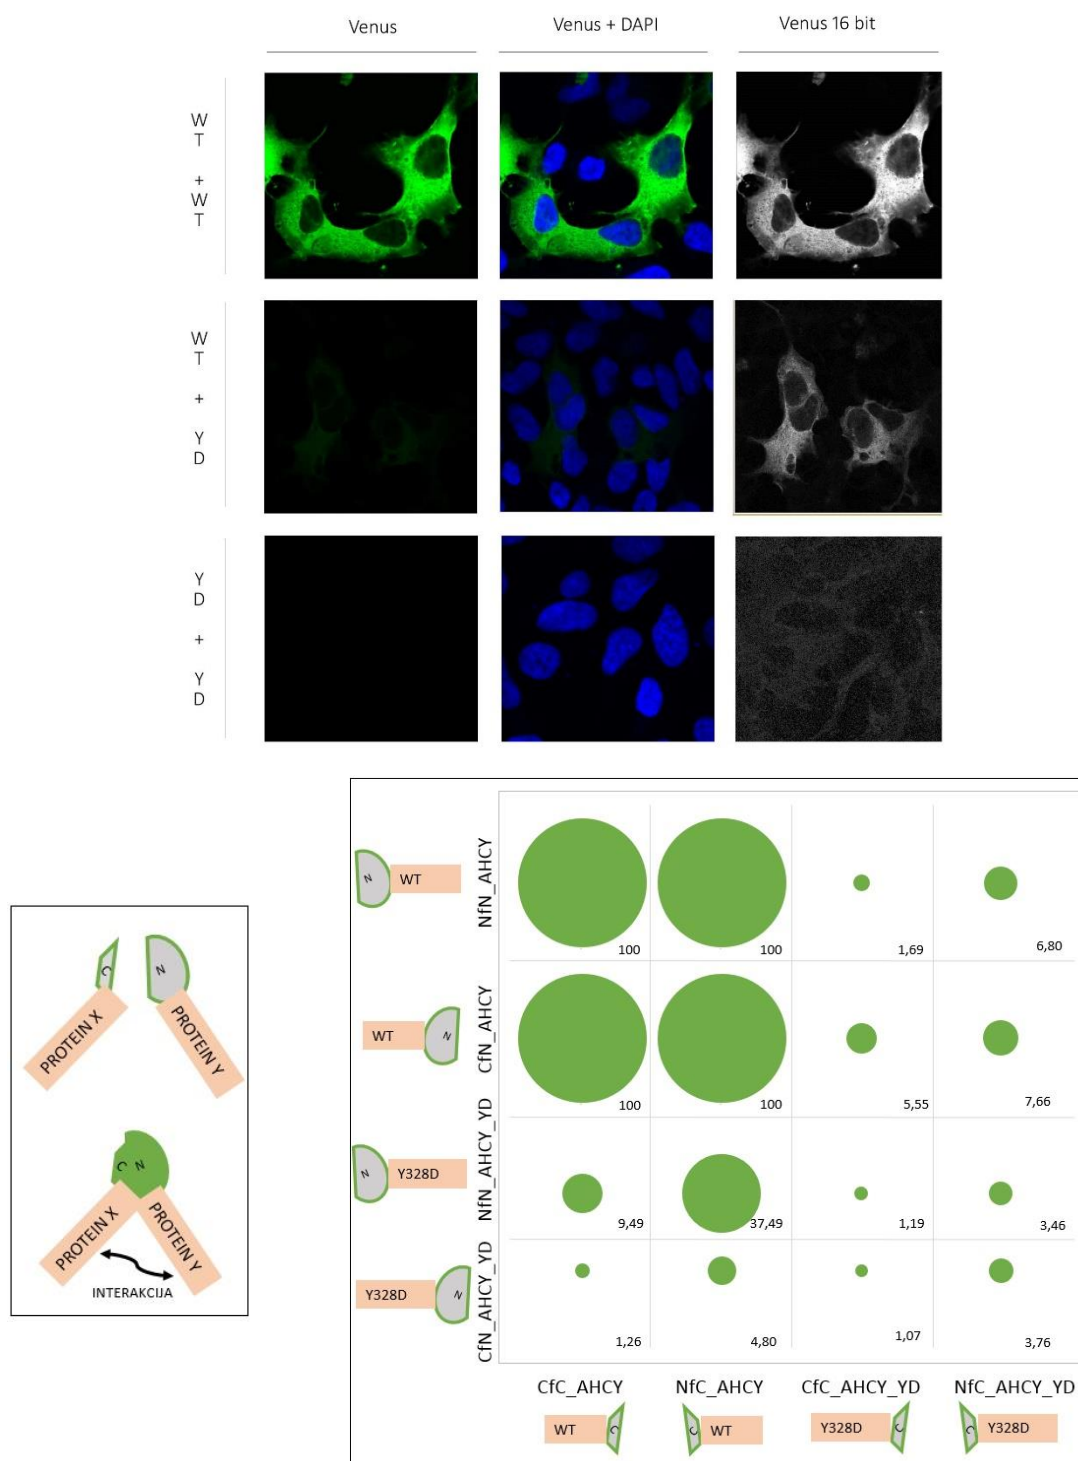 Venus
Venus + DAPI
Venus 16 bit
W
T
+
W
T
W
T
+
Y
D
Y
D
+
Y
D
C
N
PROTEIN X
PROTEIN Y
C
N
PROTEIN X
PROTEIN Y
INTERAKCIJA
N
WT
NfN_AHCY
100
100
1,69
6,80
WT
N
CfN_AHCY
100
100
5,55
7,66
N
Y328D
NfN_AHCY_YD
9,49
37,49
1,19
3,46
Y328D
N
CfN_AHCY_YD
1,26
4,80
1,07
3,76
CfC_AHCY
NfC_AHCY
CfC_AHCY_YD
NfC_AHCY_YD
WT
C
C
WT
Y328D
C
C
Y328D